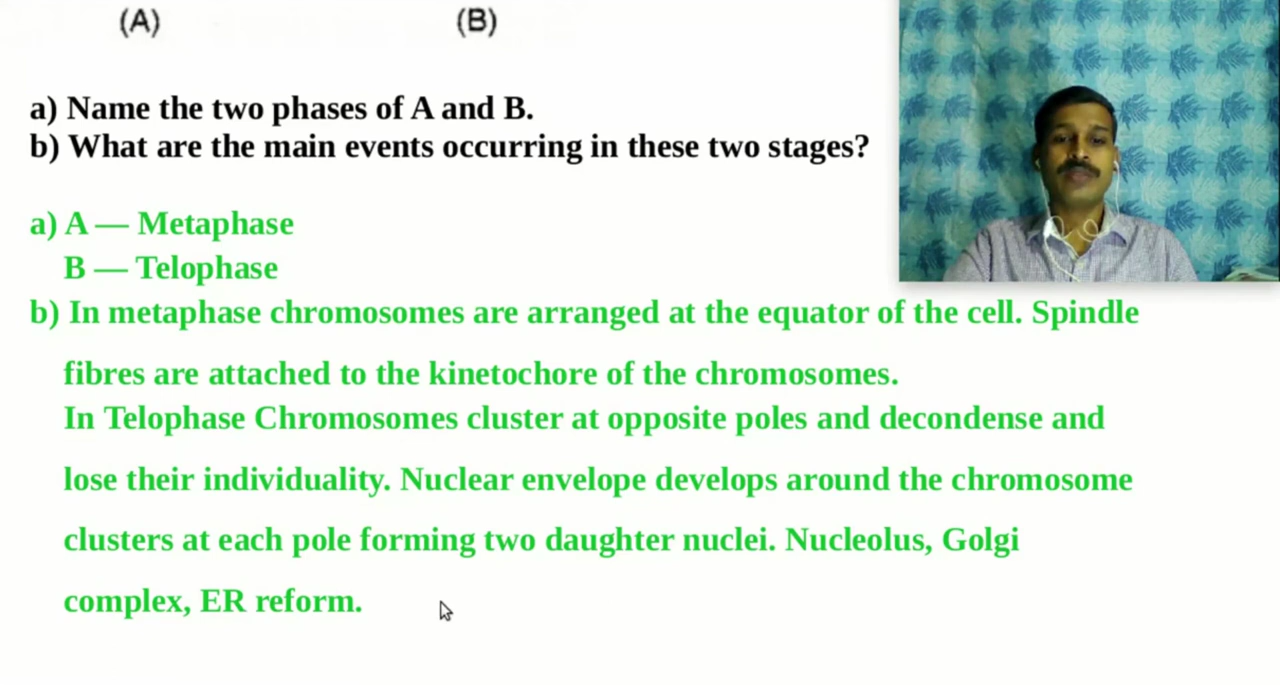 (A) (B)
a) Name the two phases of A and B.
b) What are the main events occurring in these two stages?
a) A — Metaphase
B — Telophase
b) In metaphase chromosomes are arranged at the equator of the cell. Spindle
fibres are attached to the kinetochore of the chromosomes.
In Telophase Chromosomes cluster at opposite poles and decondense and
lose their individuality. Nuclear envelope develops around the chromosome
clusters at each pole forming two daughter nuclei. Nucleolus, Golgi
complex, ER reform.